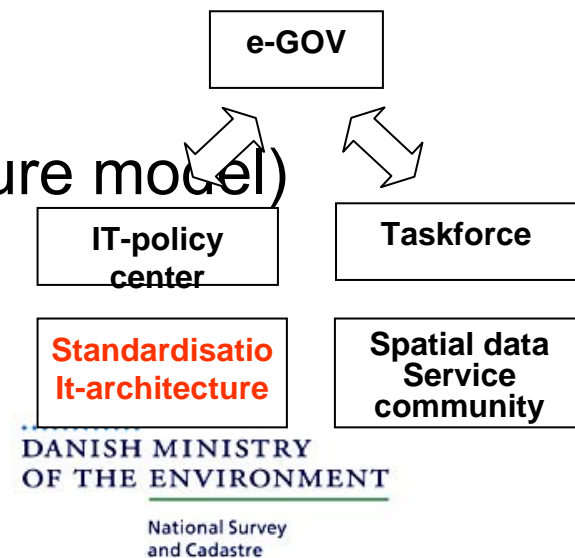 e-GOV
ure model)
IT-policy
center
Taskforce
Standardisatio
It-architecture
Spatial data
Service
community
DANISH MINISTRY
OF THE ENVIRONMENT
National Survey
and Cadastre